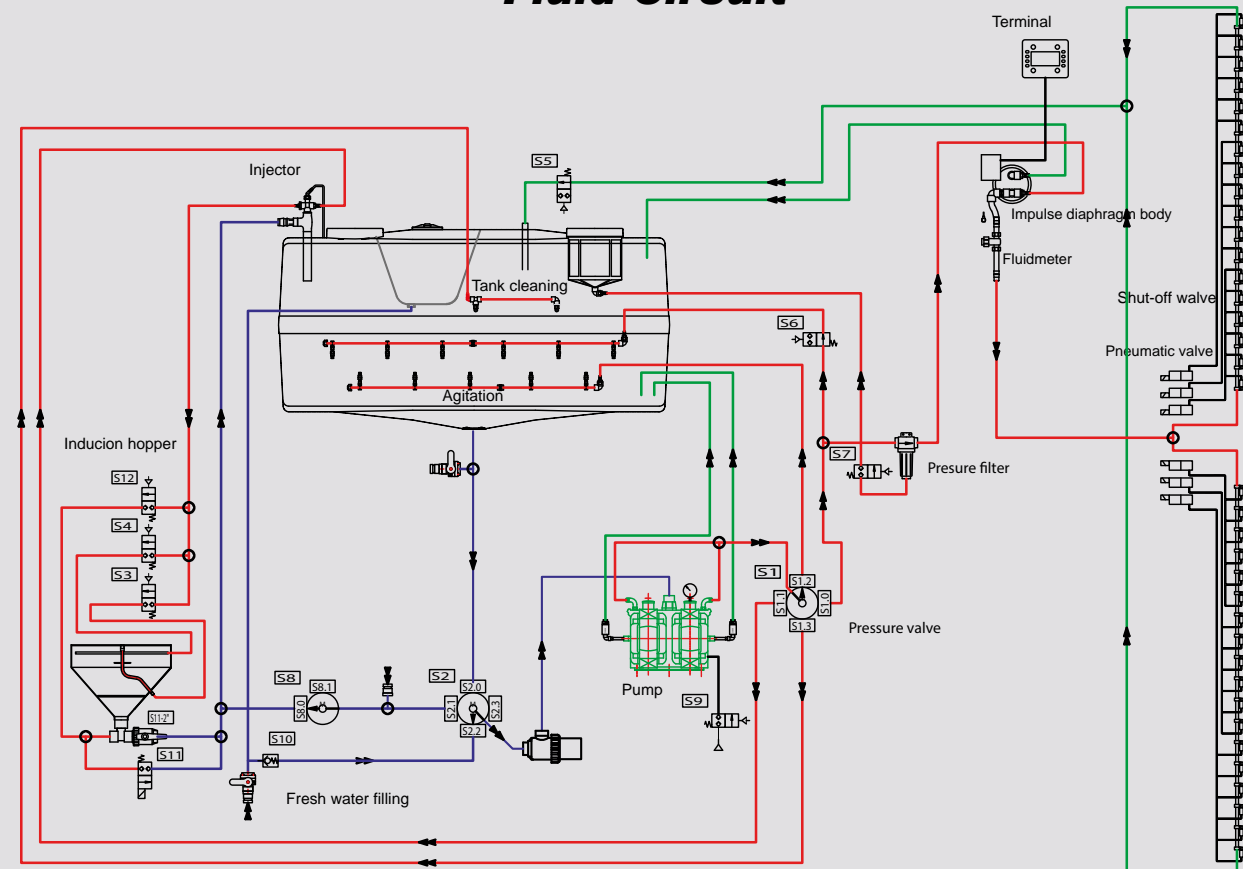 Fluid Circuit
Terminal
Injector
S5
Impulse diaphragm body
Fluidmeter
Tank cleaning
Shut-off walve
S6
Pneumatic valve
Agitation
Inducion hopper
S7
Presure filter
S12
S4
S3
S1
S1.2
S1.1
S1.0
S1.3
Pressure valve
Pump
S8
S8.1
S8.0
S2
S2.0
S2.1
S2.3
S2.2
S9
S11-2"
S11
S10
Fresh water filling